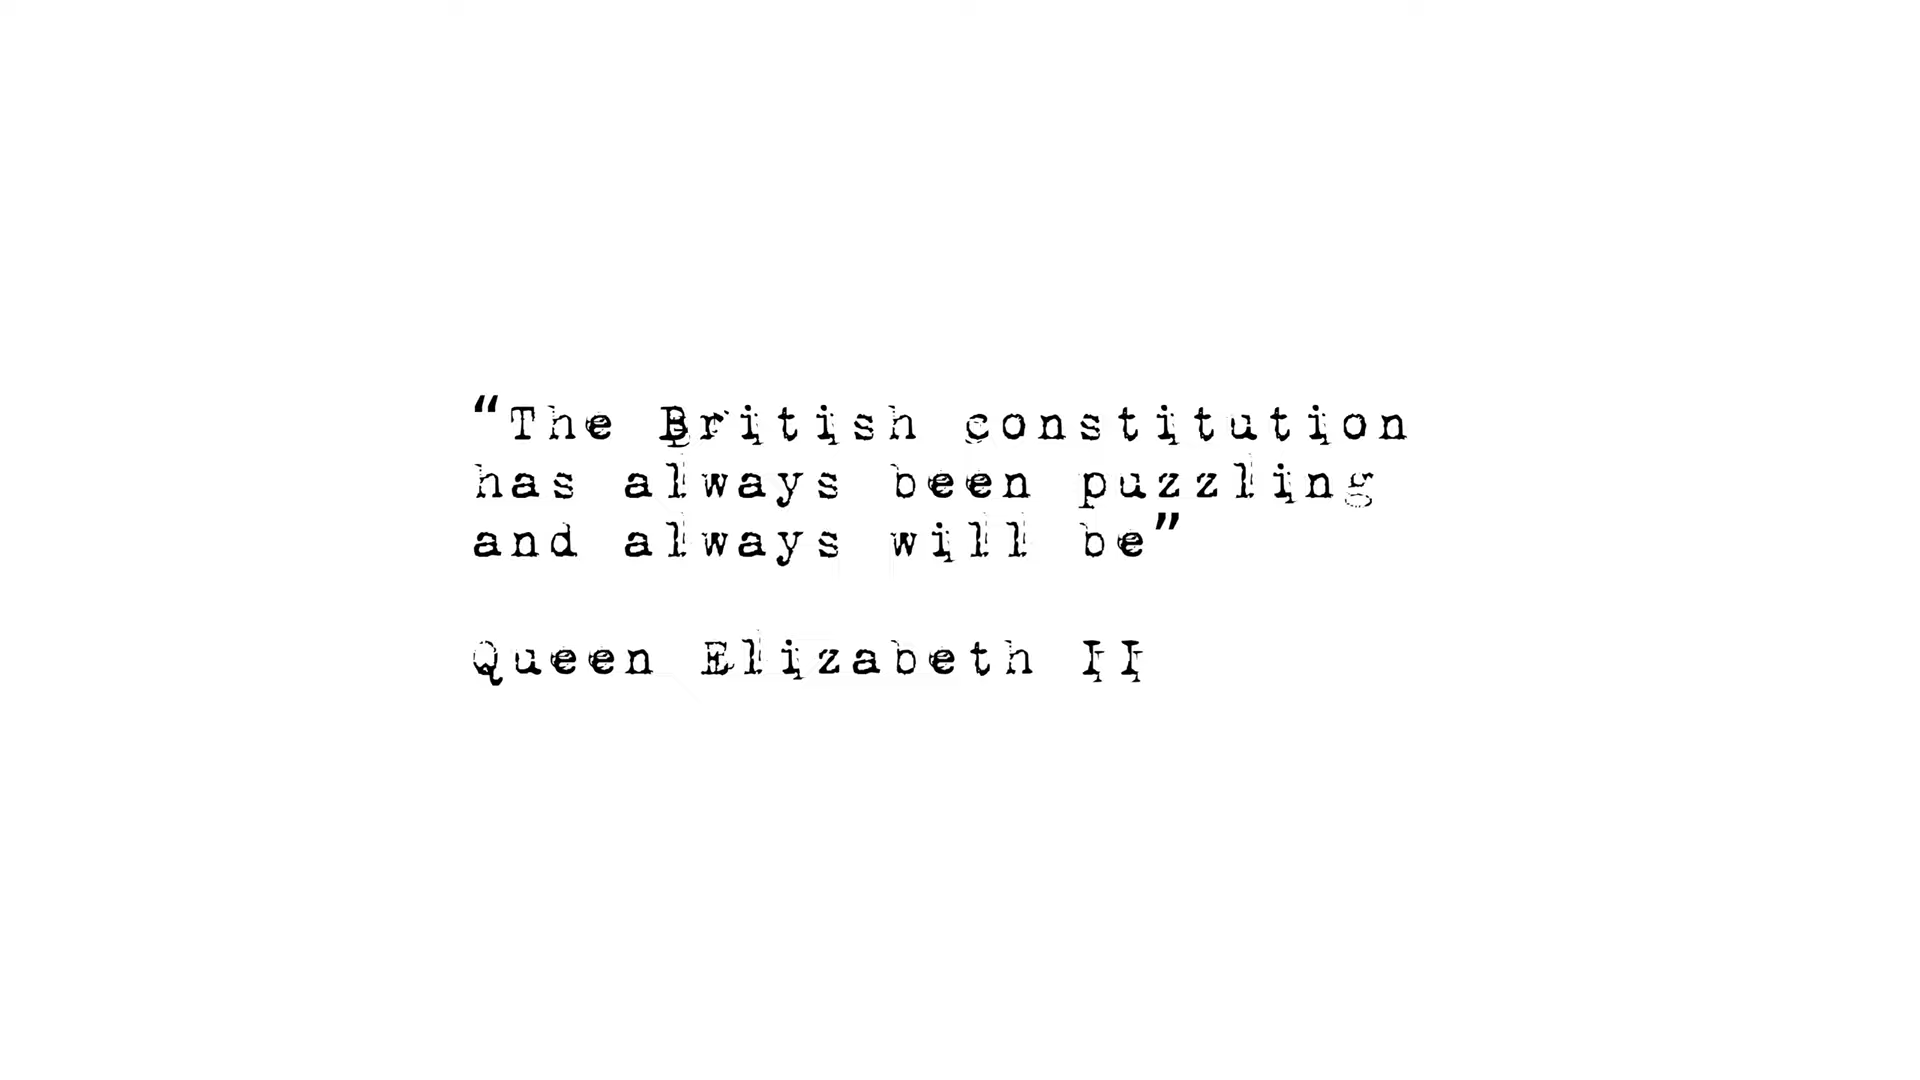 “The British constitution
has always been puzzling
and always will be”
Queen Elizabeth II